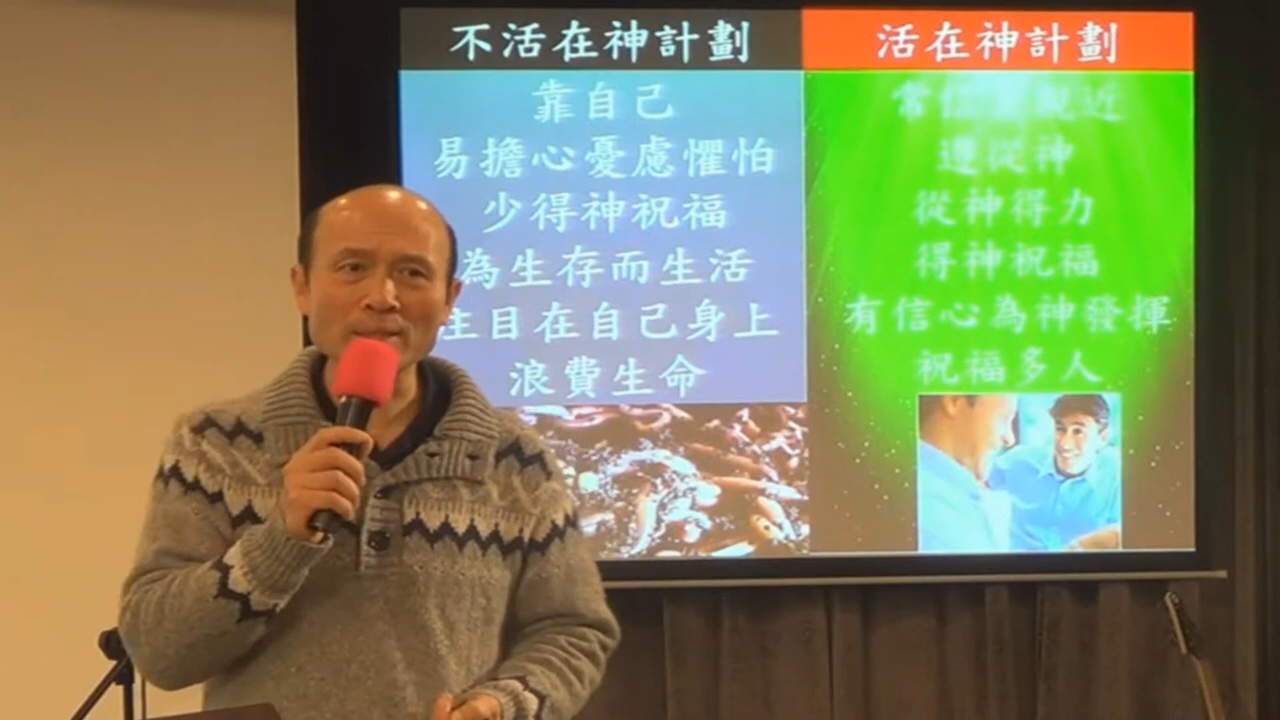 不活在神計劃
靠自己
易擔心憂慮懼怕
少得神祝福
為生存而生活
注目在自己身上
浪費生命
活在神計劃
遵從神
從神得力
得神祝福
有信心為神發揮
祝福多人